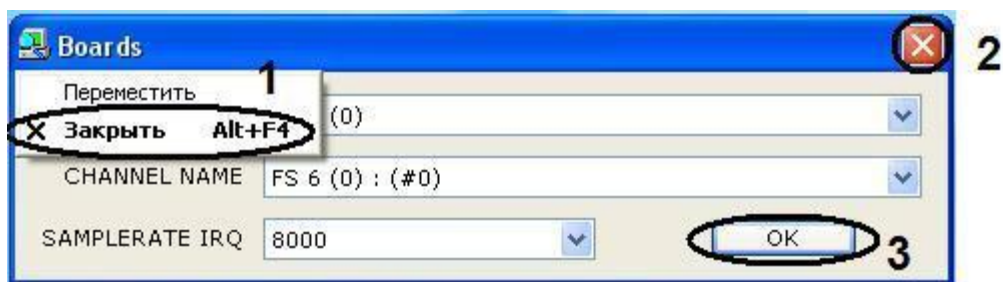 Boards
2
1
Переместить
Закрыть Alt+F4
(0)
CHANNEL NAME FS 6 (0) : (#0)
SAMPLERATE IRQ 8000 OK
3